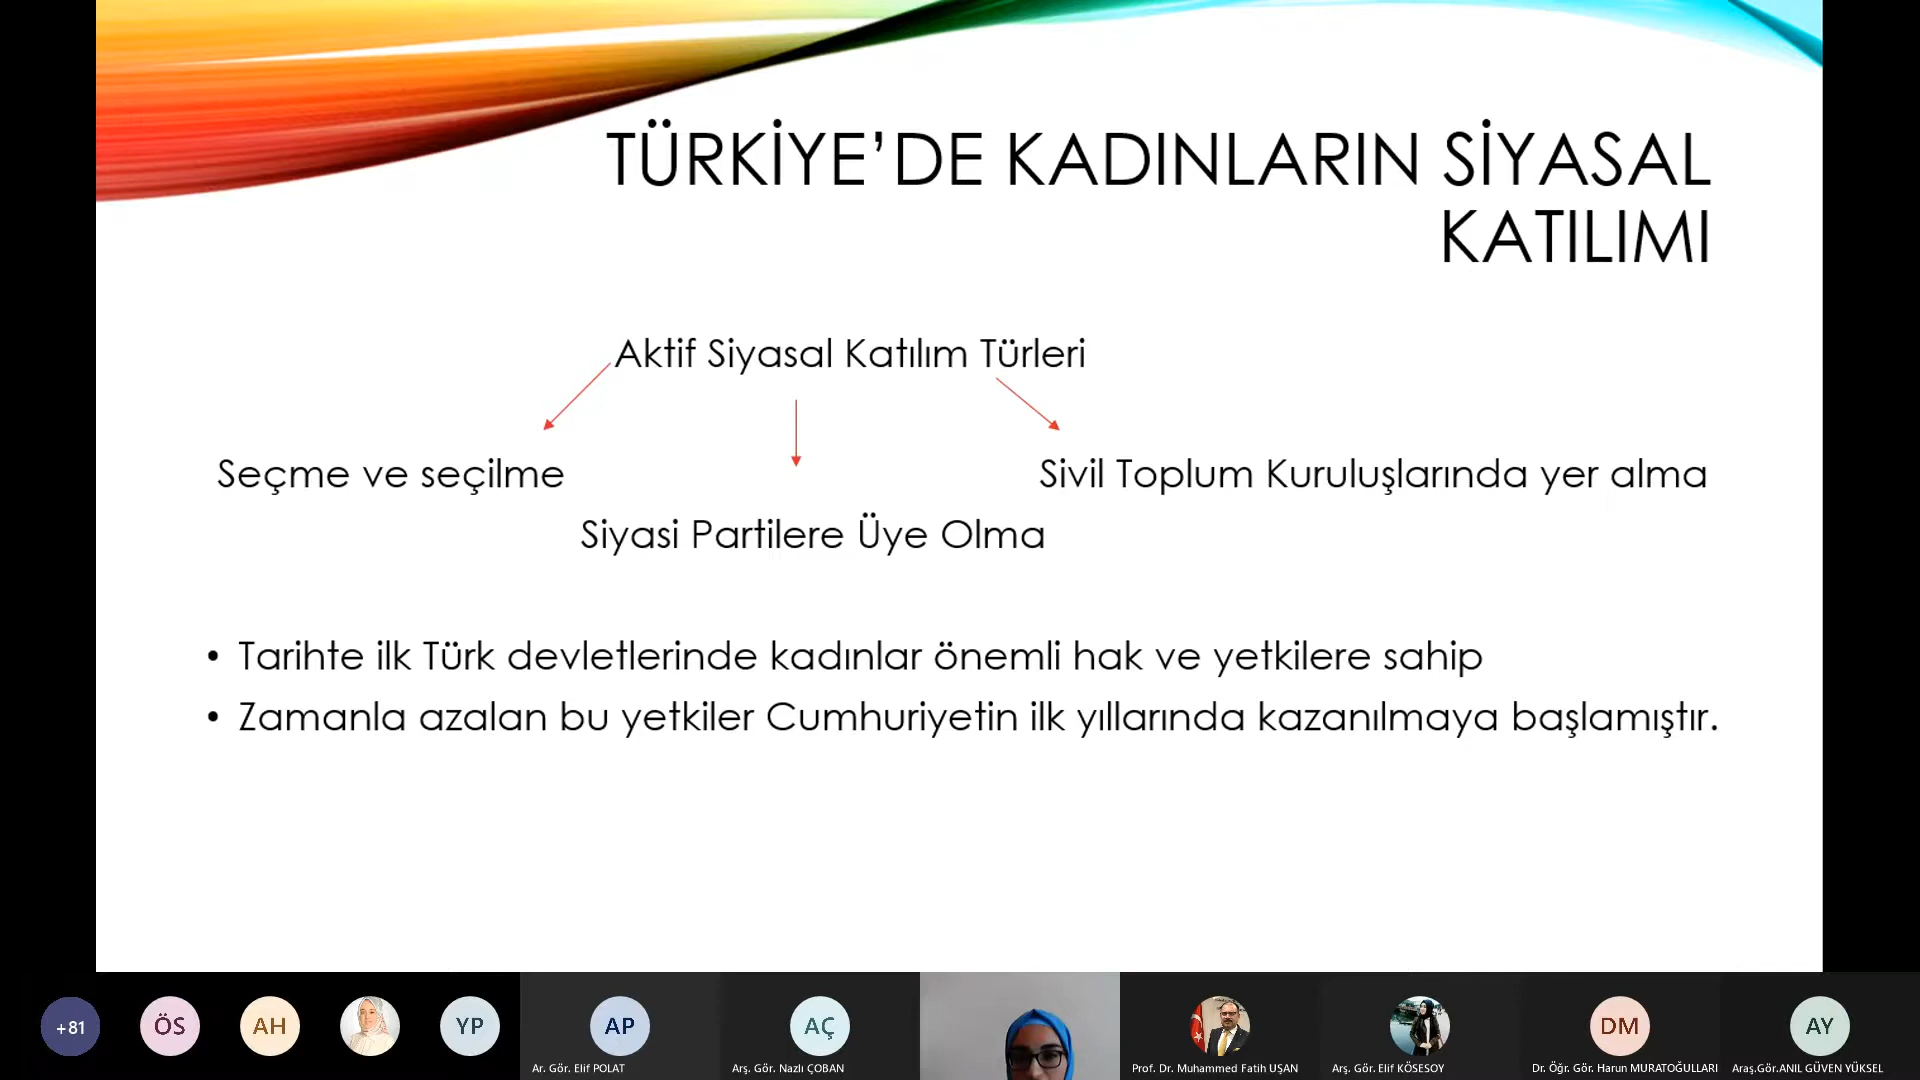 TÜRKİYE’DE KADINLARIN SİYASAL
KATILIMI
Aktif Siyasal Katılım Türleri
Seçme ve seçilme
Sivil Toplum Kuruluşlarında yer alma
Siyasi Partilere Üye Olma
• Tarihte ilk Türk devletlerinde kadınlar önemli hak ve yetkilere sahip
• Zamanla azalan bu yetkiler Cumhuriyetin ilk yıllarında kazanılmaya başlamıştır.
+81
ÖS
AH
YP
AP
AÇ
DM
AY
Ar. Gör. Elif POLAT
Arş. Gör. Nazlı ÇOBAN
Prof. Dr. Muhammed Fatih UŞAN
Arş. Gör. Elif KÖSESOY
Dr. Öğr. Gör. Harun MURATOĞULLARI
Araş.Gör.ANIL GÜVEN YÜKSEL